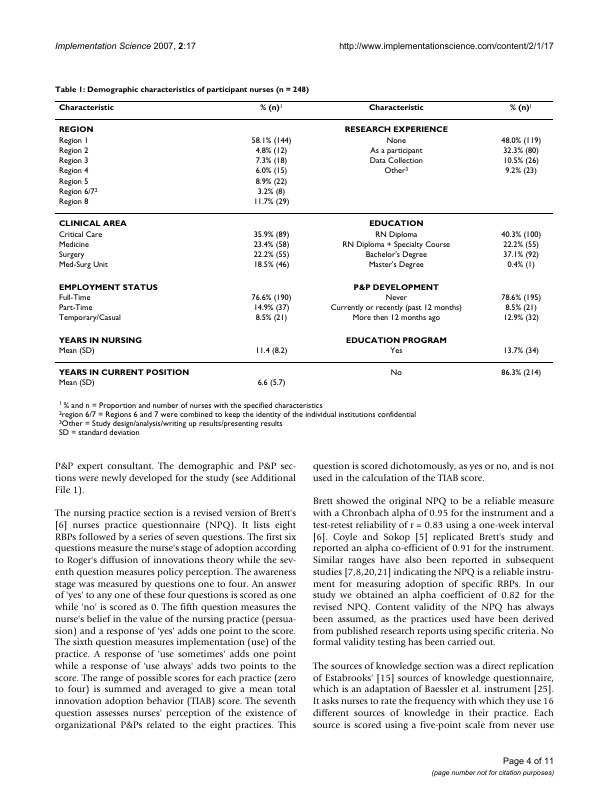 Implementation Science 2007, 2:17 http://www.implementationscience.com/content/2/1/17
Table 1: Demographic characteristics of participant nurses (n = 248)
Characteristic % (n)1 Characteristic % (n)1
REGION RESEARCH EXPERIENCE
Region 1 58.1% (144) None 48.0% (119)
Region 2 4.8% (12) As a participant 32.3% (80)
Region 3 7.3% (18) Data Collection 10.5% (26)
Region 4 6.0% (15) Other3 9.2% (23)
Region 5 8.9% (22)
Region 6/72 3.2% (8)
Region 8 11.7% (29)
CLINICAL AREA EDUCATION
Critical Care 35.9% (89) RN Diploma 40.3% (100)
Medicine 23.4% (58) RN Diploma + Specialty Course 22.2% (55)
Surgery 22.2% (55) Bachelor's Degree 37.1% (92)
Med-Surg Unit 18.5% (46) Master's Degree 0.4% (1)
EMPLOYMENT STATUS P&P DEVELOPMENT
Full-Time 76.6% (190) Never 78.6% (195)
Part-Time 14.9% (37) Currently or recently (past 12 months) 8.5% (21)
Temporary/Casual 8.5% (21) More then 12 months ago 12.9% (32)
YEARS IN NURSING EDUCATION PROGRAM
Mean (SD) 11.4 (8.2) Yes 13.7% (34)
YEARS IN CURRENT POSITION No 86.3% (214)
Mean (SD) 6.6 (5.7)
1 % and n = Proportion and number of nurses with the specified characteristics
2region 6/7 = Regions 6 and 7 were combined to keep the identity of the individual institutions confidential
3Other = Study design/analysis/writing up results/presenting results
SD = standard deviation
P&P expert consultant. The demographic and P&P sec-
tions were newly developed for the study (see Additional
File 1).
The nursing practice section is a revised version of Brett's
[6] nurses practice questionnaire (NPQ). It lists eight
RBPs followed by a series of seven questions. The first six
questions measure the nurse's stage of adoption according
to Roger's diffusion of innovations theory while the sev-
enth question measures policy perception. The awareness
stage was measured by questions one to four. An answer
of 'yes' to any one of these four questions is scored as one
while 'no' is scored as 0. The fifth question measures the
nurse's belief in the value of the nursing practice (persua-
sion) and a response of 'yes' adds one point to the score.
The sixth question measures implementation (use) of the
practice. A response of 'use sometimes' adds one point
while a response of 'use always' adds two points to the
score. The range of possible scores for each practice (zero
to four) is summed and averaged to give a mean total
innovation adoption behavior (TIAB) score. The seventh
question assesses nurses' perception of the existence of
organizational P&Ps related to the eight practices. This
question is scored dichotomously, as yes or no, and is not
used in the calculation of the TIAB score.
Brett showed the original NPQ to be a reliable measure
with a Chronbach alpha of 0.95 for the instrument and a
test-retest reliability of r = 0.83 using a one-week interval
[6]. Coyle and Sokop [5] replicated Brett's study and
reported an alpha co-efficient of 0.91 for the instrument.
Similar ranges have also been reported in subsequent
studies [7,8,20,21] indicating the NPQ is a reliable instru-
ment for measuring adoption of specific RBPs. In our
study we obtained an alpha coefficient of 0.82 for the
revised NPQ. Content validity of the NPQ has always
been assumed, as the practices used have been derived
from published research reports using specific criteria. No
formal validity testing has been carried out.
The sources of knowledge section was a direct replication
of Estabrooks' [15] sources of knowledge questionnaire,
which is an adaptation of Baessler et al. instrument [25].
It asks nurses to rate the frequency with which they use 16
different sources of knowledge in their practice. Each
source is scored using a five-point scale from never use
Page 4 of 11
(page number not for citation purposes)